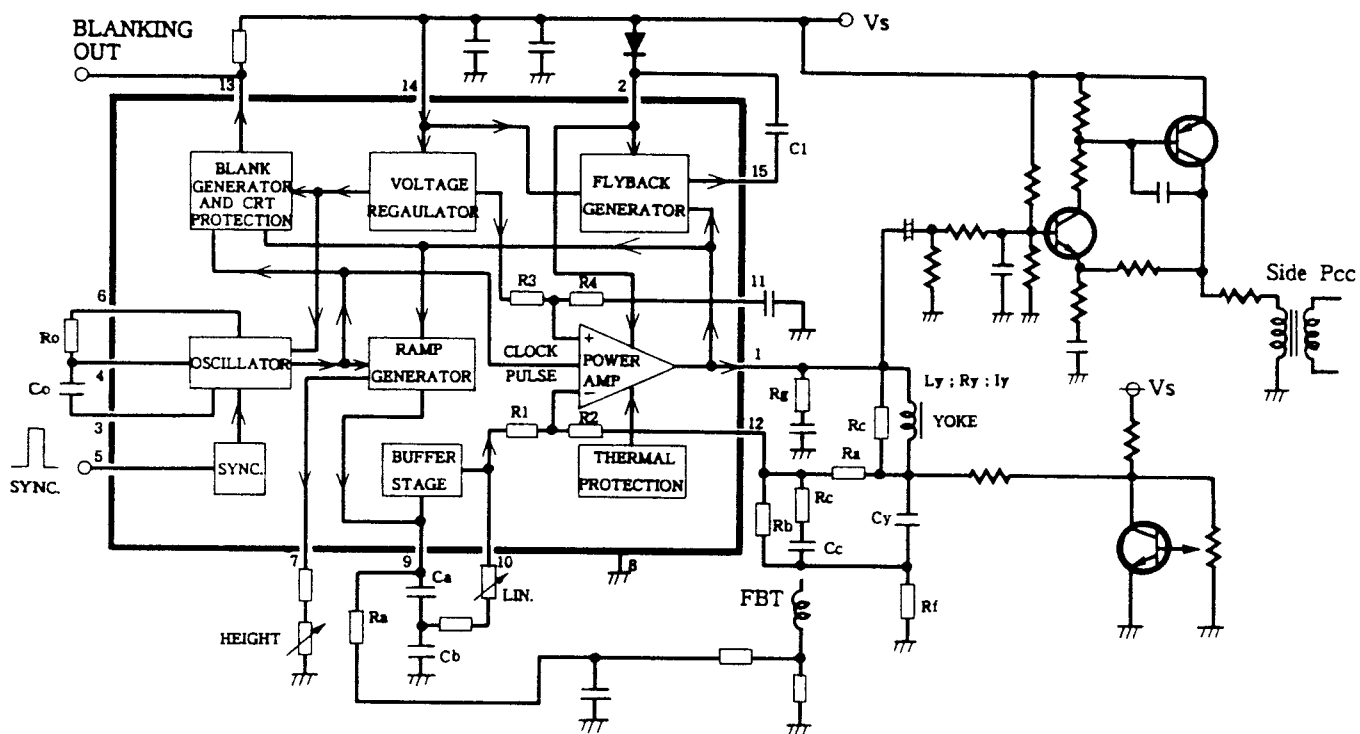 BLANKING
OUT
Vs
13
14
2
C1
15
BLANK
GENERATOR
AND CRT
PROTECTION
VOLTAGE
REGAULATOR
FLYBACK
GENERATOR
Side Pcc
6
R3
R4
11
Ro
4
Co
3
5
SYNC.
OSCILLATOR
SYNC.
RAMP
GENERATOR
CLOCK
PULSE
+
POWER
AMP
−
1
Rg
Ly ; Ry ; Iy
YOKE
Rc
Vs
R1
R2
12
BUFFER
STAGE
THERMAL
PROTECTION
Ra
Rb
Rc
Cc
Cy
7
9
10
8
Ca
LIN.
FBT
Rf
HEIGHT
Ra
Cb